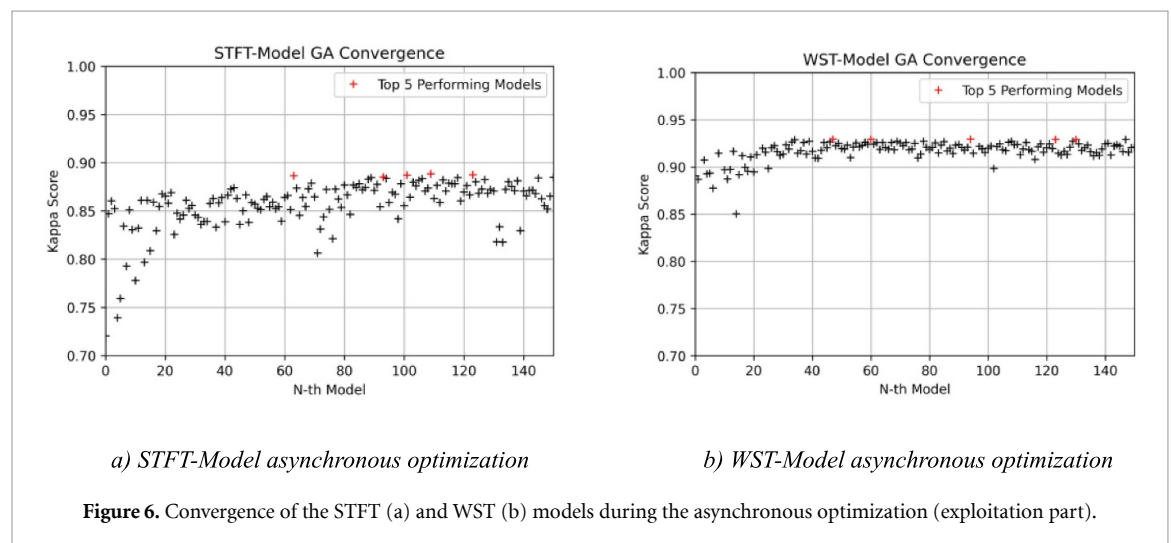 STFT-Model GA Convergence
Top 5 Performing Models
1.00
0.95
0.90
0.85
0.80
0.75
0.70
Kappa Score
0 20 40 60 80 100 120 140
N-th Model
a) STFT-Model asynchronous optimization
WST-Model GA Convergence
Top 5 Performing Models
1.00
0.95
0.90
0.85
0.80
0.75
0.70
Kappa Score
0 20 40 60 80 100 120 140
N-th Model
b) WST-Model asynchronous optimization
Figure 6. Convergence of the STFT (a) and WST (b) models during the asynchronous optimization (exploitation part).